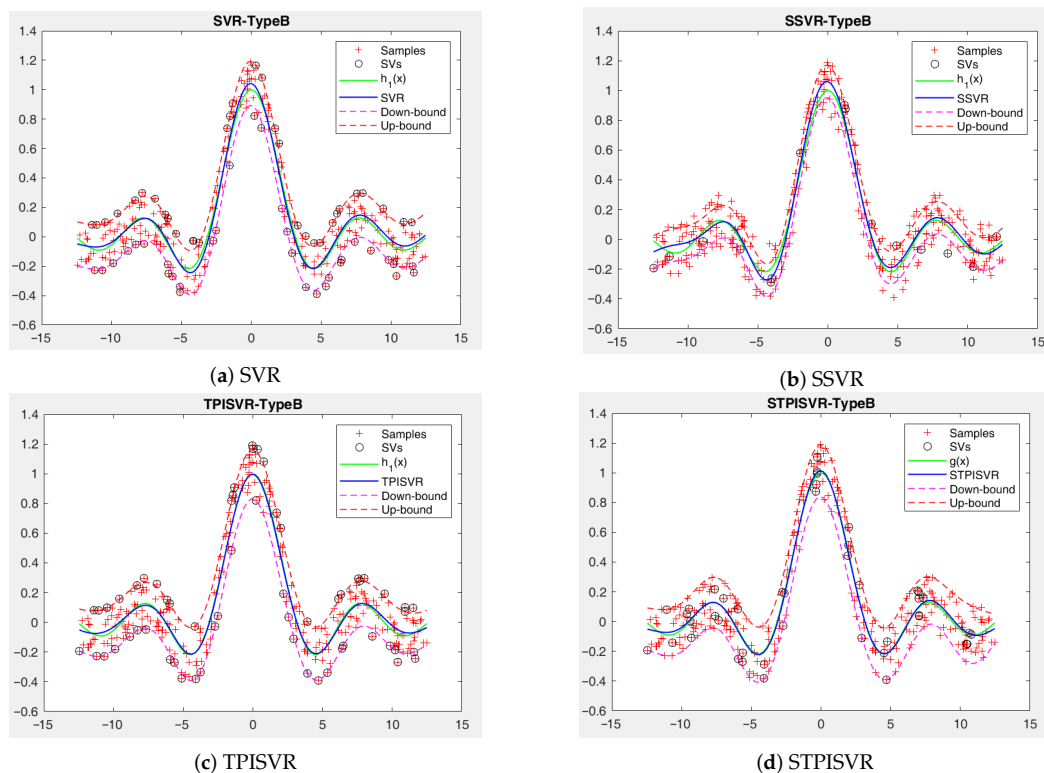 SVR-TypeB
1.4
1.2
1
0.8
0.6
0.4
0.2
0
−0.2
−0.4
−0.6
−15
−10
−5
0
5
10
15
Samples
SVs
h1(x)
SVR
Down-bound
Up-bound
(a) SVR
SSVR-TypeB
1.4
1.2
1
0.8
0.6
0.4
0.2
0
−0.2
−0.4
−0.6
−15
−10
−5
0
5
10
15
Samples
SVs
h1(x)
SSVR
Down-bound
Up-bound
(b) SSVR
TPISVR-TypeB
1.4
1.2
1
0.8
0.6
0.4
0.2
0
−0.2
−0.4
−0.6
−15
−10
−5
0
5
10
15
Samples
SVs
h1(x)
TPISVR
Down-bound
Up-bound
(c) TPISVR
STPISVR-TypeB
1.4
1.2
1
0.8
0.6
0.4
0.2
0
−0.2
−0.4
−0.6
−15
−10
−5
0
5
10
15
Samples
SVs
g(x)
STPISVR
Down-bound
Up-bound
(d) STPISVR